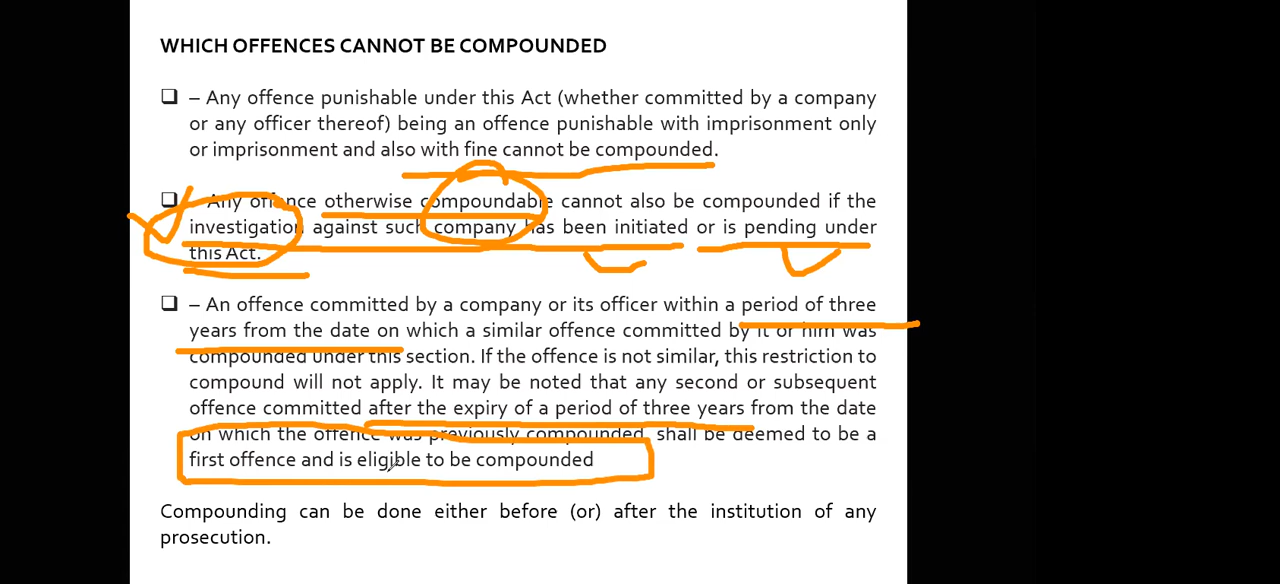 WHICH OFFENCES CANNOT BE COMPOUNDED
❑ – Any offence punishable under this Act (whether committed by a company
or any officer thereof) being an offence punishable with imprisonment only
or imprisonment and also with fine cannot be compounded.
❑ – Any offence otherwise compoundable cannot also be compounded if the
investigation against such company has been initiated or is pending under
this Act.
❑ – An offence committed by a company or its officer within a period of three
years from the date on which a similar offence committed by it or him was
compounded under this section. If the offence is not similar, this restriction to
compound will not apply. It may be noted that any second or subsequent
offence committed after the expiry of a period of three years from the date
on which the offence was previously compounded, shall be deemed to be a
first offence and is eligible to be compounded
Compounding can be done either before (or) after the institution of any
prosecution.